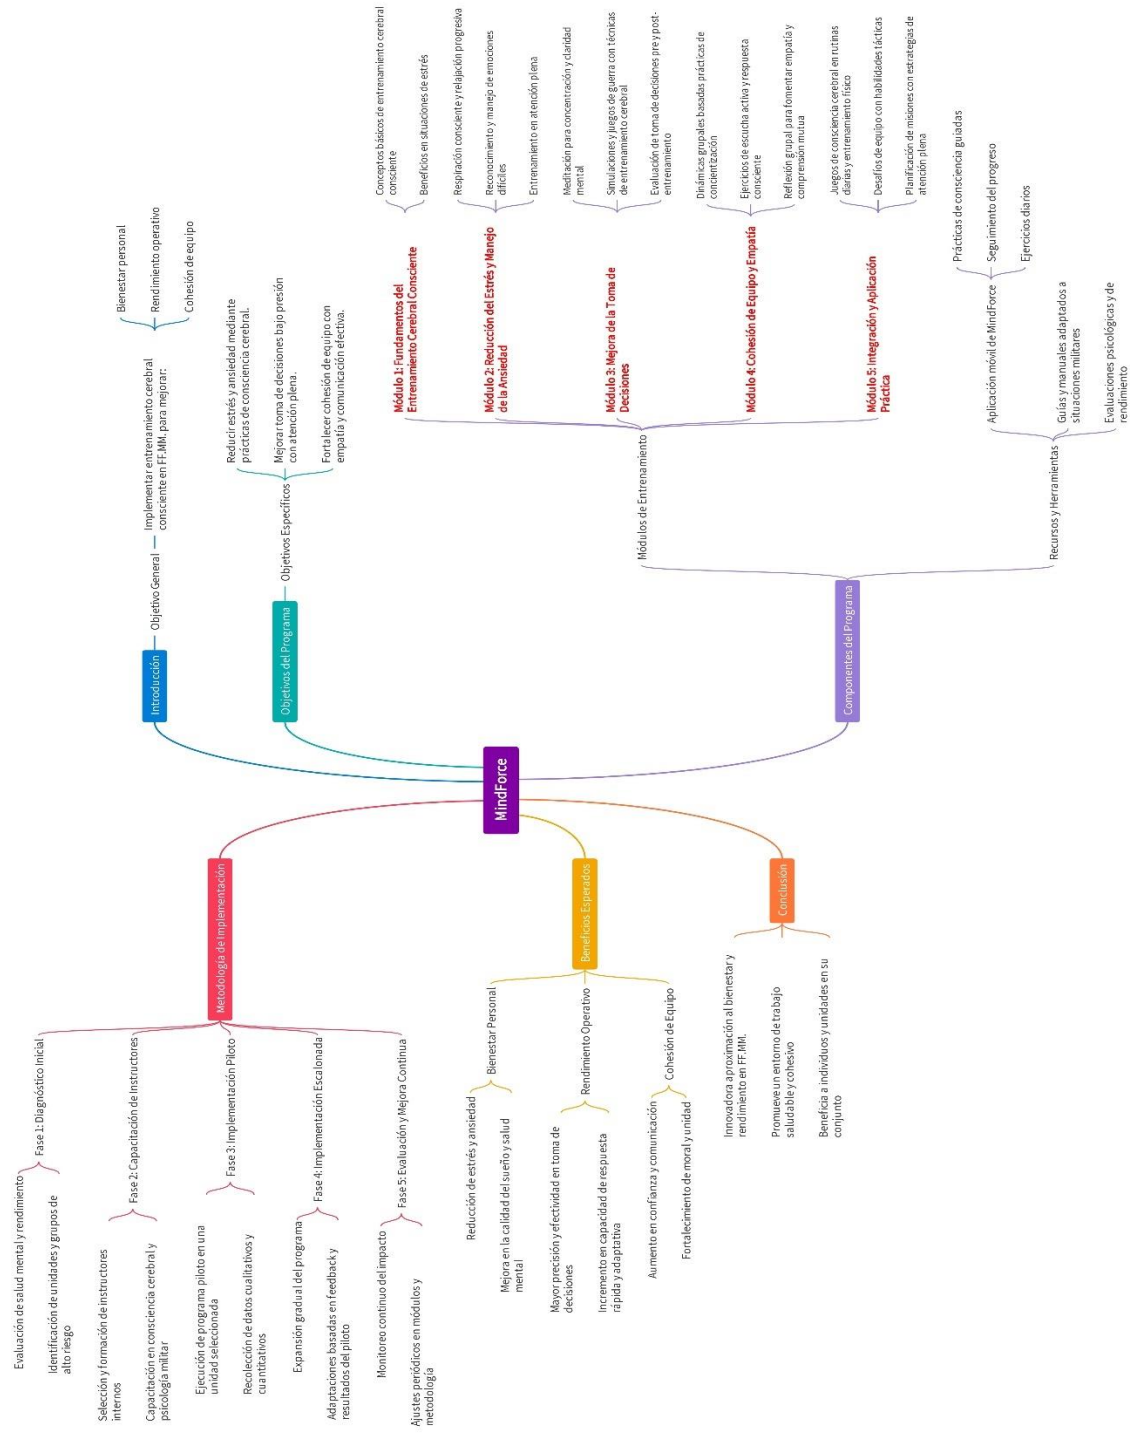 MindForce
Introducción
Objetivo General
Implementar entrenamiento cerebral
consciente en FF.MM. para mejorar:
Bienestar personal
Rendimiento operativo
Cohesión de equipo
Objetivos del Programa
Objetivos Específicos
Reducir estrés y ansiedad mediante
prácticas de consciencia cerebral.
Mejorar toma de decisiones bajo presión
con atención plena.
Fortalecer cohesión de equipo con
empatía y comunicación efectiva.
Componentes del Programa
Módulos de Entrenamiento
Módulo 1: Fundamentos del
Entrenamiento Cerebral Consciente
Conceptos básicos de entrenamiento cerebral
consciente
Beneficios en situaciones de estrés
Módulo 2: Reducción del Estrés y Manejo
de la Ansiedad
Respiración consciente y relajación progresiva
Reconocimiento y manejo de emociones
difíciles
Entrenamiento en atención plena
Módulo 3: Mejora de la Toma de
Decisiones
Meditación para concentración y claridad
mental
Simulaciones y juegos de guerra con técnicas
de entrenamiento cerebral
Evaluación de toma de decisiones pre y post-
entrenamiento
Módulo 4: Cohesión de Equipo y Empatía
Dinámicas grupales basadas prácticas de
concientización
Ejercicios de escucha activa y respuesta
consciente
Reflexión grupal para fomentar empatía y
comprensión mutua
Módulo 5: Integración y Aplicación
Práctica
Juegos de consciencia cerebral en rutinas
diarias y entrenamiento físico
Desafíos de equipo con habilidades tácticas
Planificación de misiones con estrategias de
atención plena
Recursos y Herramientas
Aplicación móvil de MindForce
Prácticas de consciencia guiadas
Seguimiento del progreso
Ejercicios diarios
Guías y manuales adaptados a
situaciones militares
Evaluaciones psicológicas y de
rendimiento
Metodología de Implementación
Fase 1: Diagnóstico Inicial
Evaluación de salud mental y rendimiento
Identificación de unidades y grupos de
alto riesgo
Fase 2: Capacitación de Instructores
Selección y formación de instructores
internos
Capacitación en consciencia cerebral y
psicología militar
Fase 3: Implementación Piloto
Ejecución de programa piloto en una
unidad seleccionada
Recolección de datos cualitativos y
cuantitativos
Fase 4: Implementación Escalonada
Expansión gradual del programa
Adaptaciones basadas en feedback y
resultados del piloto
Fase 5: Evaluación y Mejora Continua
Monitoreo continuo del impacto
Ajustes periódicos en módulos y
metodología
Beneficios Esperados
Bienestar Personal
Reducción de estrés y ansiedad
Mejora en la calidad del sueño y salud
mental
Rendimiento Operativo
Mayor precisión y efectividad en toma de
decisiones
Incremento en capacidad de respuesta
rápida y adaptativa
Cohesión de Equipo
Aumento en confianza y comunicación
Fortalecimiento de moral y unidad
Conclusión
Innovadora aproximación al bienestar y
rendimiento en FF.MM.
Promueve un entorno de trabajo
saludable y cohesivo
Beneficia a individuos y unidades en su
conjunto